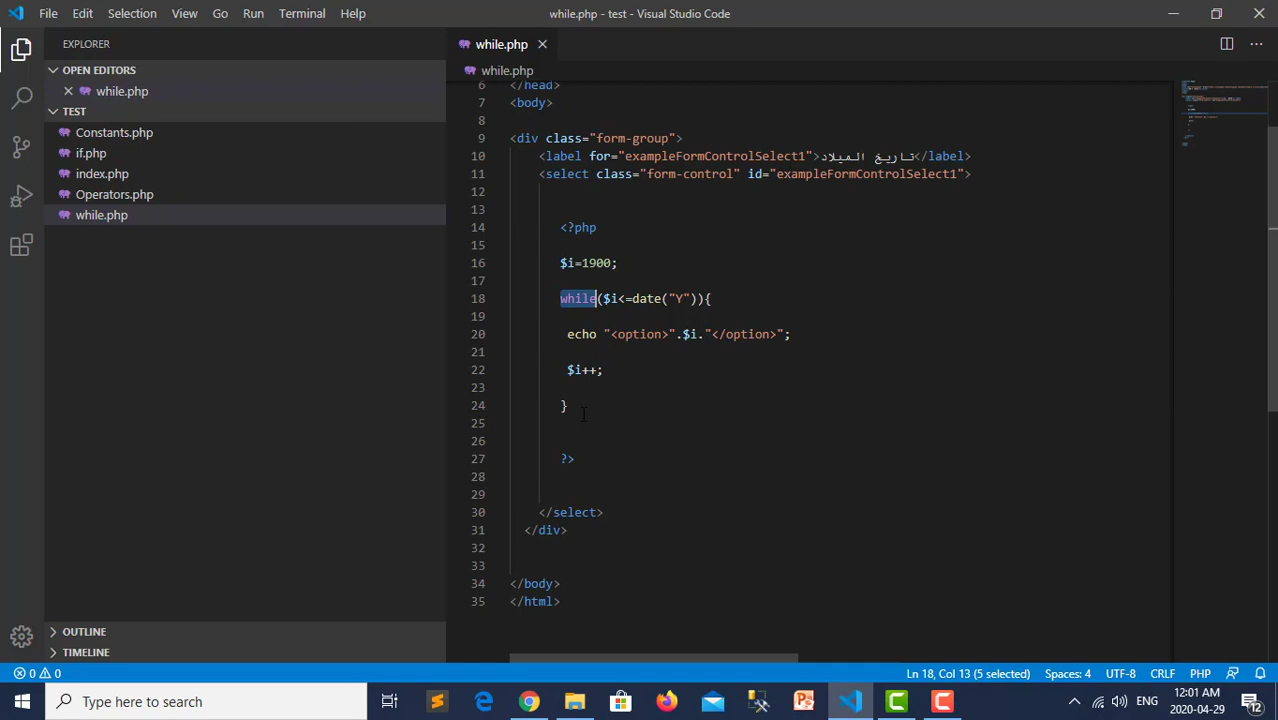 File Edit Selection View Go Run Terminal Help
while.php - test - Visual Studio Code
EXPLORER
OPEN EDITORS
while.php
TEST
Constants.php
if.php
index.php
Operators.php
while.php
OUTLINE
TIMELINE
while.php
while.php
6 </head>
7 <body>
8
9 <div class="form-group">
10 <label for="exampleFormControlSelect1">تاريخ الميلاد</label>
11 <select class="form-control" id="exampleFormControlSelect1">
12
13
14 <?php
15
16 $i=1900;
17
18 while($i<=date("Y")){
19
20 echo "<option>".$i."</option>";
21
22 $i++;
23
24 }
25
26
27 ?>
28
29
30 </select>
31 </div>
32
33
34 </body>
35 </html>
0 0
Ln 18, Col 13 (5 selected) Spaces: 4 UTF-8 CRLF PHP
Type here to search
ENG
12:01 AM
2020-04-29
12